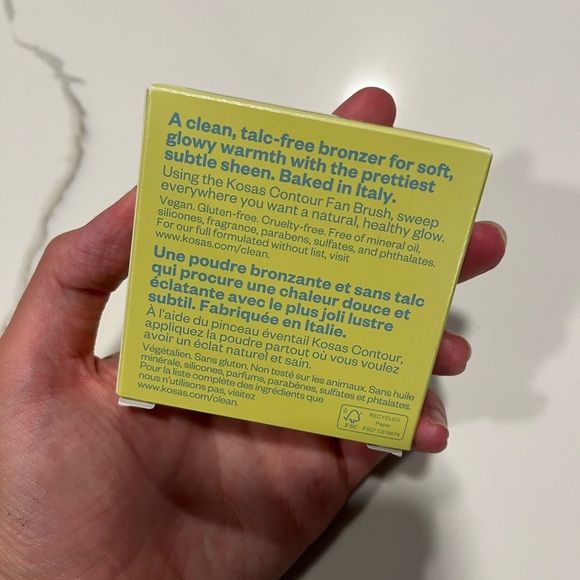 A clean, talc-free bronzer for soft,
glowy warmth with the prettiest
subtle sheen. Baked in Italy.
Using the Kosas Contour Fan Brush, sweep
everywhere you want a natural, healthy glow.
Vegan. Gluten-free. Cruelty-free. Free of mineral oil,
silicones, fragrance, parabens, sulfates, and phthalates.
For our full formulated without list, visit
www.kosas.com/clean.
Une poudre bronzante et sans talc
qui procure une chaleur douce et
éclatante avec le plus joli lustre
subtil. Fabriquée en Italie.
À l'aide du pinceau éventail Kosas Contour,
appliquez la poudre partout où vous voulez
avoir un éclat naturel et sain.
Végétalien. Sans gluten. Non testé sur les animaux. Sans huile
minérale, silicones, parfums, parabènes, sulfates et phtalates.
Pour la liste complète des ingrédients que
nous n'utilisons pas, visitez
www.kosas.com/clean.
RECYCLED
Paper
FSC